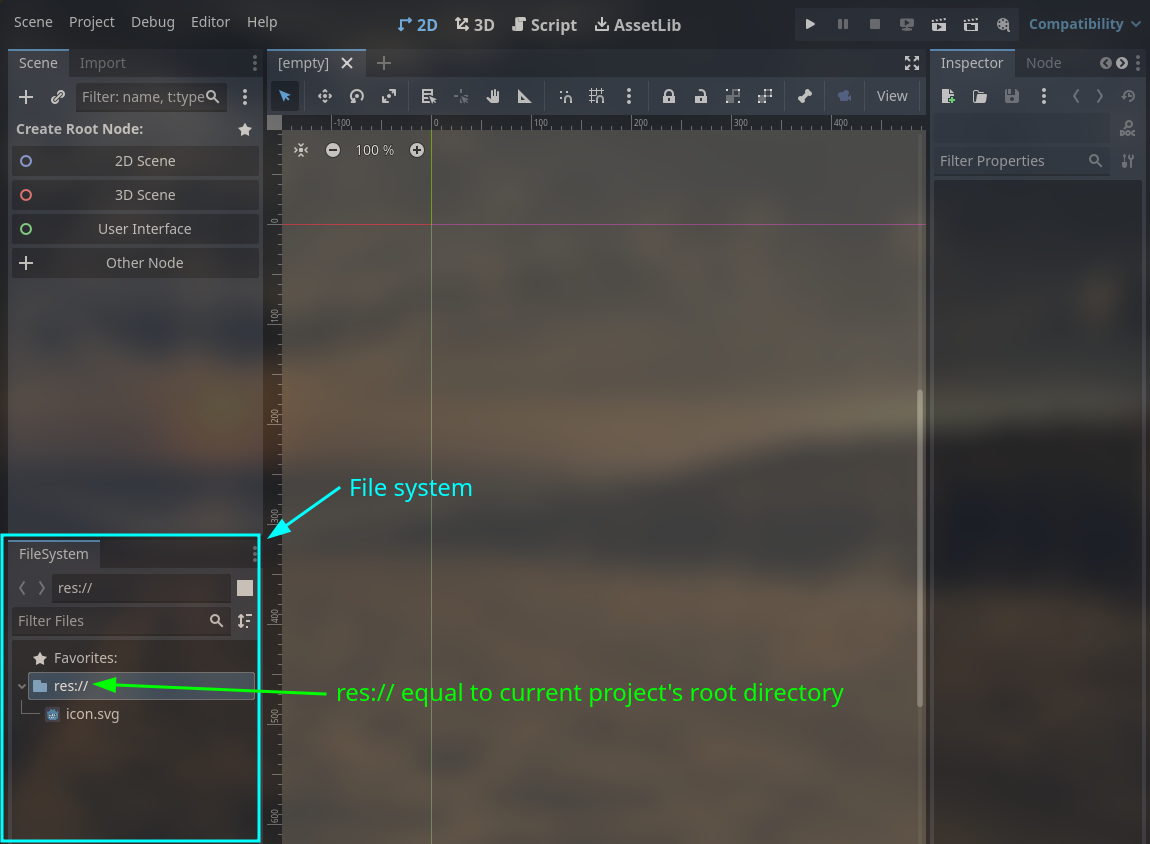 Scene Project Debug Editor Help
2D 3D Script AssetLib
Compatibility
Scene Import
Filter: name, t:type
Create Root Node:
2D Scene
3D Scene
User Interface
Other Node
[empty]
View
-100 0 100 200 300 400
100 %
0
100
200
300
400
500
600
Inspector Node
DOC
Filter Properties
File system
FileSystem
res://
Filter Files
Favorites:
res://
icon.svg
res:// equal to current project's root directory